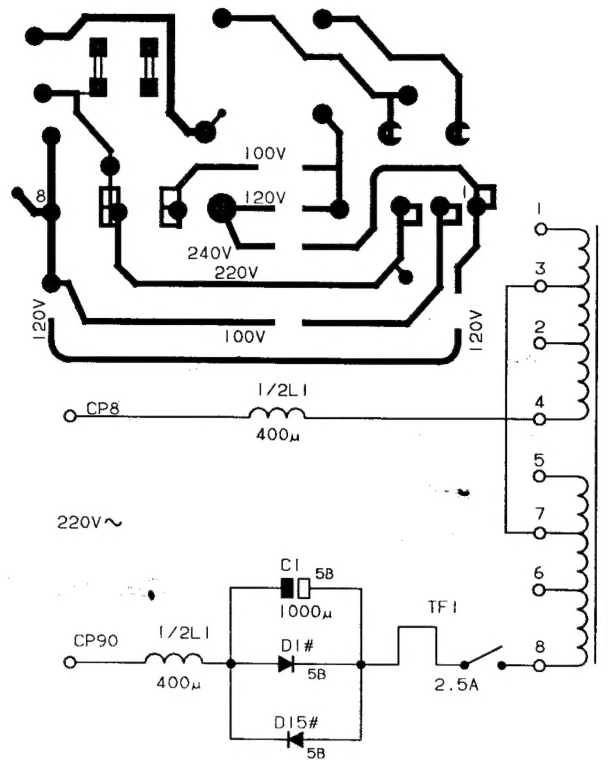 100V
8
120V
1
240V
220V
3
120V
100V
120V
2
1/2L1
CP8
4
400µ
5
220V~
7
C1
5B
6
1000µ
TF1
1/2L1
D1#
CP90
8
5B
2.5A
400µ
D15#
5B